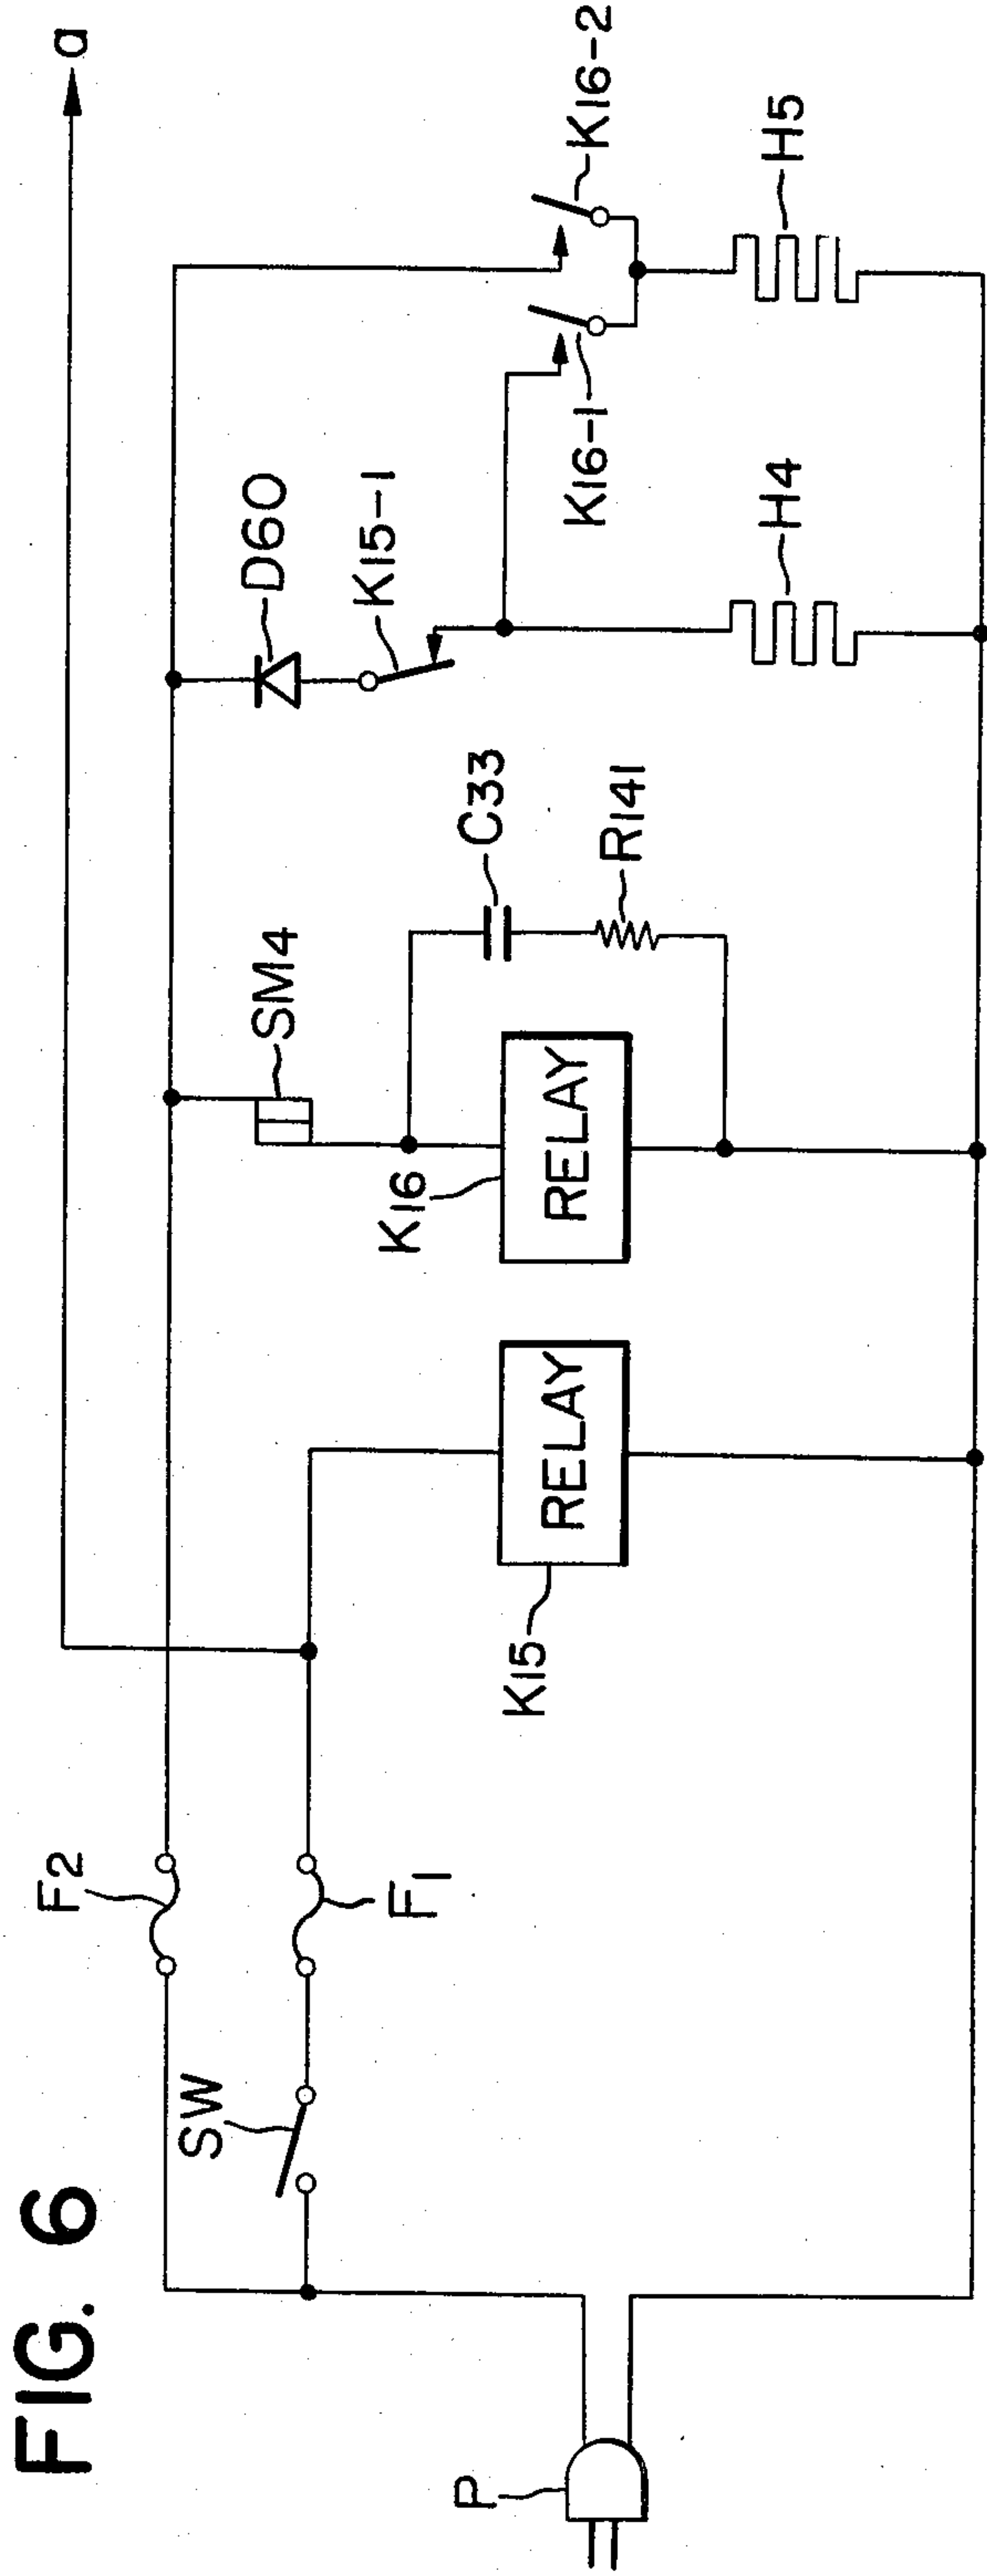 FIG. 6
a
F2
SW
F1
P
K15
RELAY
K16
RELAY
SM4
C33
R141
D60
K15-1
K16-1
K16-2
H4
H5